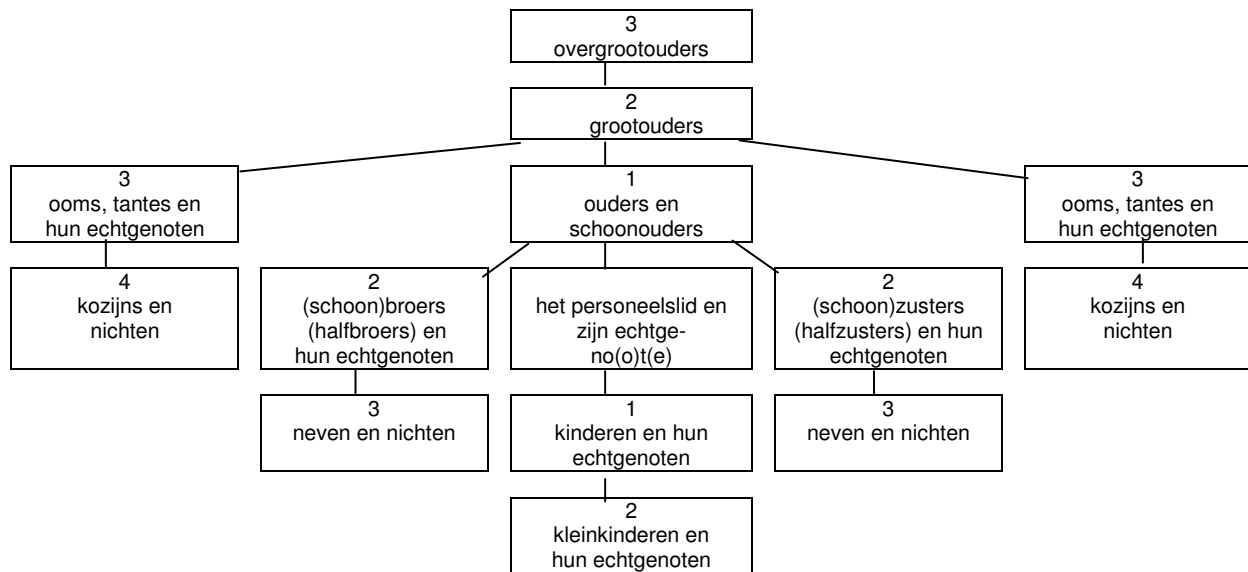 3
overgrootouders
2
grootouders
3
ooms, tantes en
hun echtgenoten
1
ouders en
schoonouders
3
ooms, tantes en
hun echtgenoten
4
kozijns en
nichten
2
(schoon)broers
(halfbroers) en
hun echtgenoten
het personeelslid en
zijn echtge-
no(o)t(e)
2
(schoon)zusters
(halfzusters) en hun
echtgenoten
4
kozijns en
nichten
3
neven en nichten
1
kinderen en hun
echtgenoten
3
neven en nichten
2
kleinkinderen en
hun echtgenoten